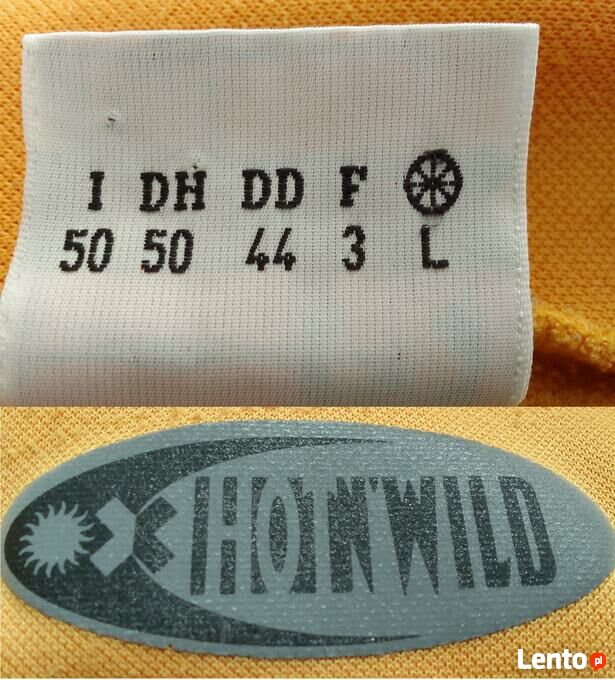 I DH DD F
50 50 44 3 L
HOT'N'WILD
Lento pl